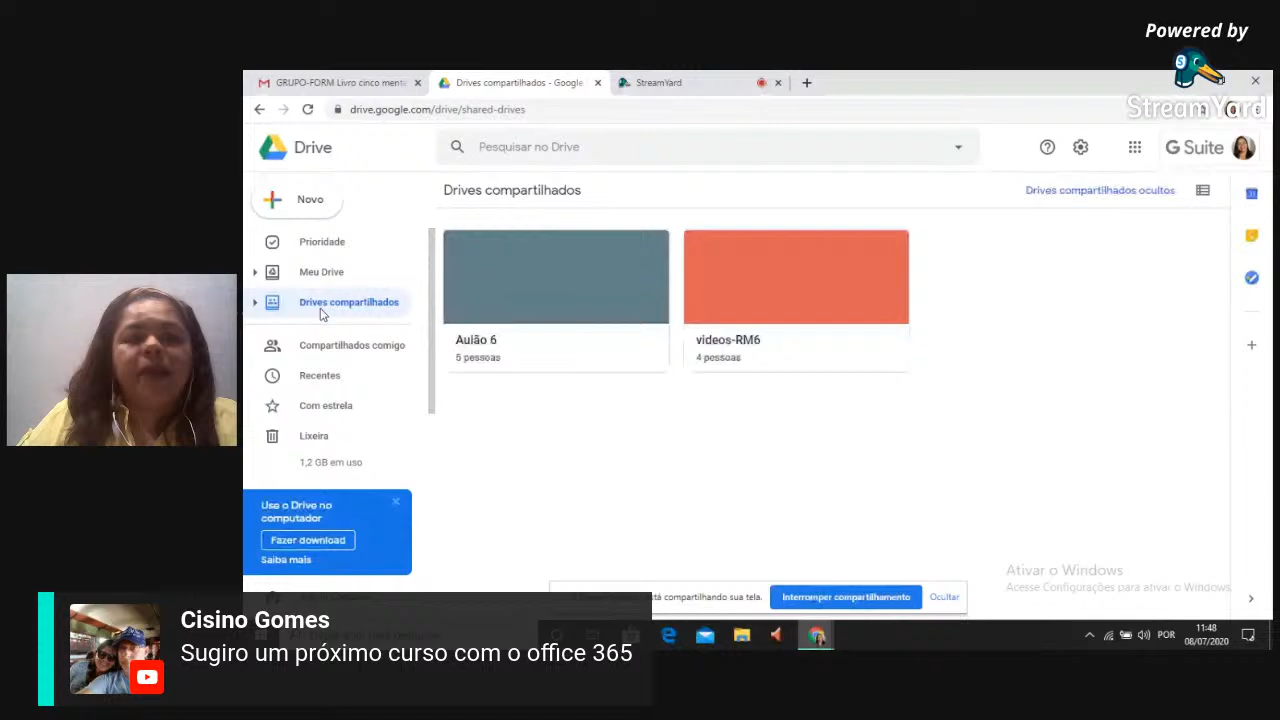 Powered by
StreamYard
GRUPO-FORM Livro cinco ment
Drives compartilhados - Google
StreamYard
drive.google.com/drive/shared-drives
Drive
Pesquisar no Drive
G Suite
Novo
Drives compartilhados
Drives compartilhados ocultos
Prioridade
Meu Drive
Drives compartilhados
Compartilhados comigo
Recentes
Com estrela
Lixeira
1,2 GB em uso
Aulão 6
5 pessoas
videos-RM6
4 pessoas
Use o Drive no
computador
Fazer download
Saiba mais
Ativar o Windows
Acesse Configurações para ativar o Windows
está compartilhando sua tela.
Interromper compartilhamento
Ocultar
POR
11:48
08/07/2020
Cisino Gomes
Sugiro um próximo curso com o office 365